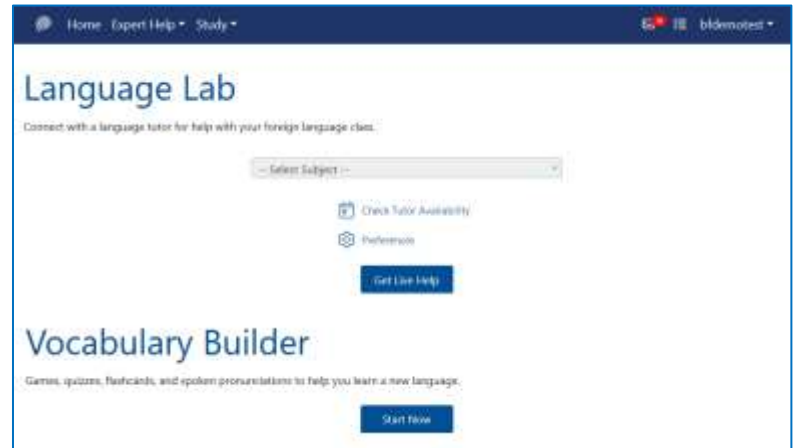 Home Expert Help Study bfdemotest
Language Lab
Connect with a language tutor for help with your foreign language class.
-- Select Subject --
Check Tutor Availability
Preferences
Get Live Help
Vocabulary Builder
Games, quizzes, flashcards, and spoken pronunciations to help you learn a new language.
Start Now